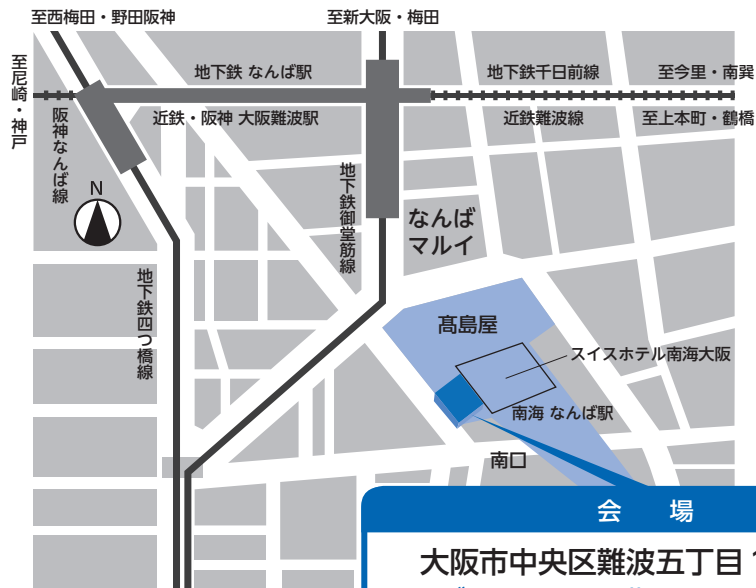 至西梅田・野田阪神
至新大阪・梅田
地下鉄 なんば駅
地下鉄千日前線
至今里・南巽
至尼崎・神戸
近鉄・阪神 大阪難波駅
近鉄難波線
至上本町・鶴橋
阪神なんば線
N
地下鉄御堂筋線
なんば
マルイ
地下鉄四つ橋線
髙島屋
スイスホテル南海大阪
南海 なんば駅
南口
会 場
大阪市中央区難波五丁目